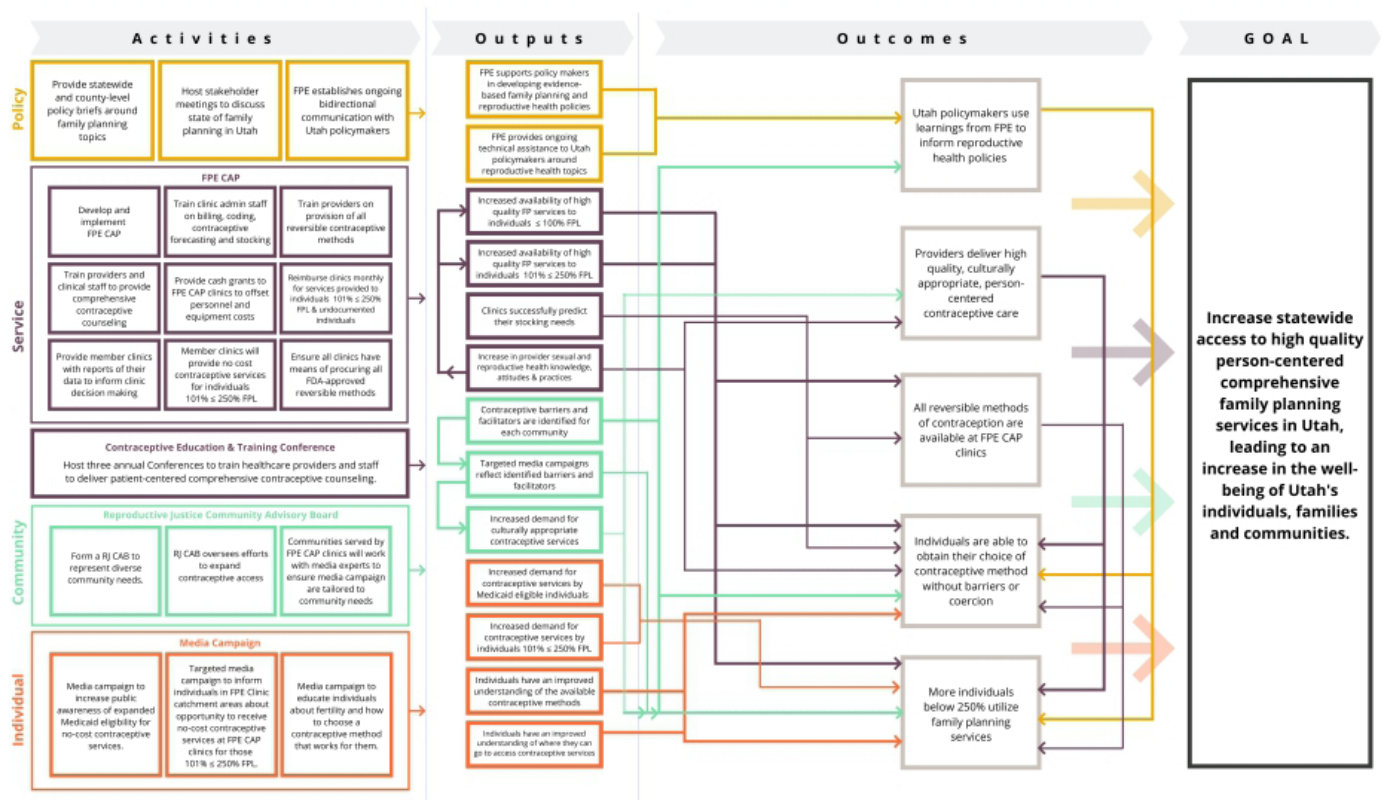 Activities
Outputs
Outcomes
GOAL
Policy
Provide statewide
and county-level
policy briefs around
family planning
topics
Host stakeholder
meetings to discuss
state of family
planning in Utah
FPE establishes ongoing
bidirectional
communication with
Utah policymakers
Service
FPE CAP
Develop and
implement
FPE CAP
Train clinic admin staff
on billing, coding,
contraceptive
forecasting and stocking
Train providers on
provision of all
reversible contraceptive
methods
Train providers and
clinical staff to provide
comprehensive
contraceptive
counseling
Provide cash grants to
FPE CAP clinics to offset
personnel and
equipment costs
Reimburse clinics monthly
for services provided to
individuals 101% ≤ 250%
FPL & undocumented
individuals
Provide member clinics
with reports of their
data to inform clinic
decision making
Member clinics will
provide no cost
contraceptive services
for individuals
101% ≤ 250% FPL
Ensure all clinics have
means of procuring all
FDA-approved
reversible methods
Contraceptive Education & Training Conference
Host three annual Conferences to train healthcare providers and staff
to deliver patient-centered comprehensive contraceptive counseling.
Community
Reproductive Justice Community Advisory Board
Form a RJ CAB to
represent diverse
community needs.
RJ CAB oversees efforts
to expand
contraceptive access
Communities served by
FPE CAP clinics will work
with media experts to
ensure media campaign
are tailored to
community needs
Individual
Media Campaign
Media campaign to
increase public
awareness of expanded
Medicaid eligibility for
no-cost contraceptive
services.
Targeted media
campaign to inform
individuals in FPE Clinic
catchment areas about
opportunity to receive
no-cost contraceptive
services at FPE CAP
clinics for those
101% ≤ 250% FPL.
Media campaign to
educate individuals
about fertility and how
to choose a
contraceptive method
that works for them.
FPE supports policy makers
in developing evidence-
based family planning and
reproductive health policies
FPE provides ongoing
technical assistance to Utah
policymakers around
reproductive health topics
Increased availability of high
quality FP services to
individuals ≤ 100% FPL
Increased availability of high
quality FP services to
individuals 101% ≤ 250% FPL
Clinics successfully predict
their stocking needs
Increase in provider sexual and
reproductive health knowledge,
attitudes & practices
Contraceptive barriers and
facilitators are identified for
each community
Targeted media campaigns
reflect identified barriers and
facilitators
Increased demand for
culturally appropriate
contraceptive services
Increased demand for
contraceptive services by
Medicaid eligible individuals
Increased demand for
contraceptive services by
individuals 101% ≤ 250% FPL
Individuals have an improved
understanding of the available
contraceptive methods
Individuals have an improved
understanding of where they can
go to access contraceptive services
Utah policymakers use
learnings from FPE to
inform reproductive
health policies
Providers deliver high
quality, culturally
appropriate, person-
centered
contraceptive care
All reversible methods
of contraception are
available at FPE CAP
clinics
Individuals are able to
obtain their choice of
contraceptive method
without barriers or
coercion
More individuals
below 250% utilize
family planning
services
Increase statewide
access to high quality
person-centered
comprehensive
family planning
services in Utah,
leading to an
increase in the well-
being of Utah's
individuals, families
and communities.